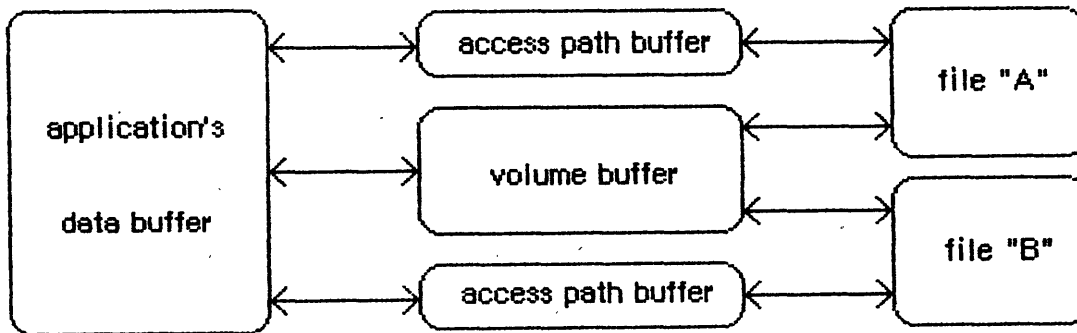 application's
data buffer
access path buffer
volume buffer
access path buffer
file "A"
file "B"